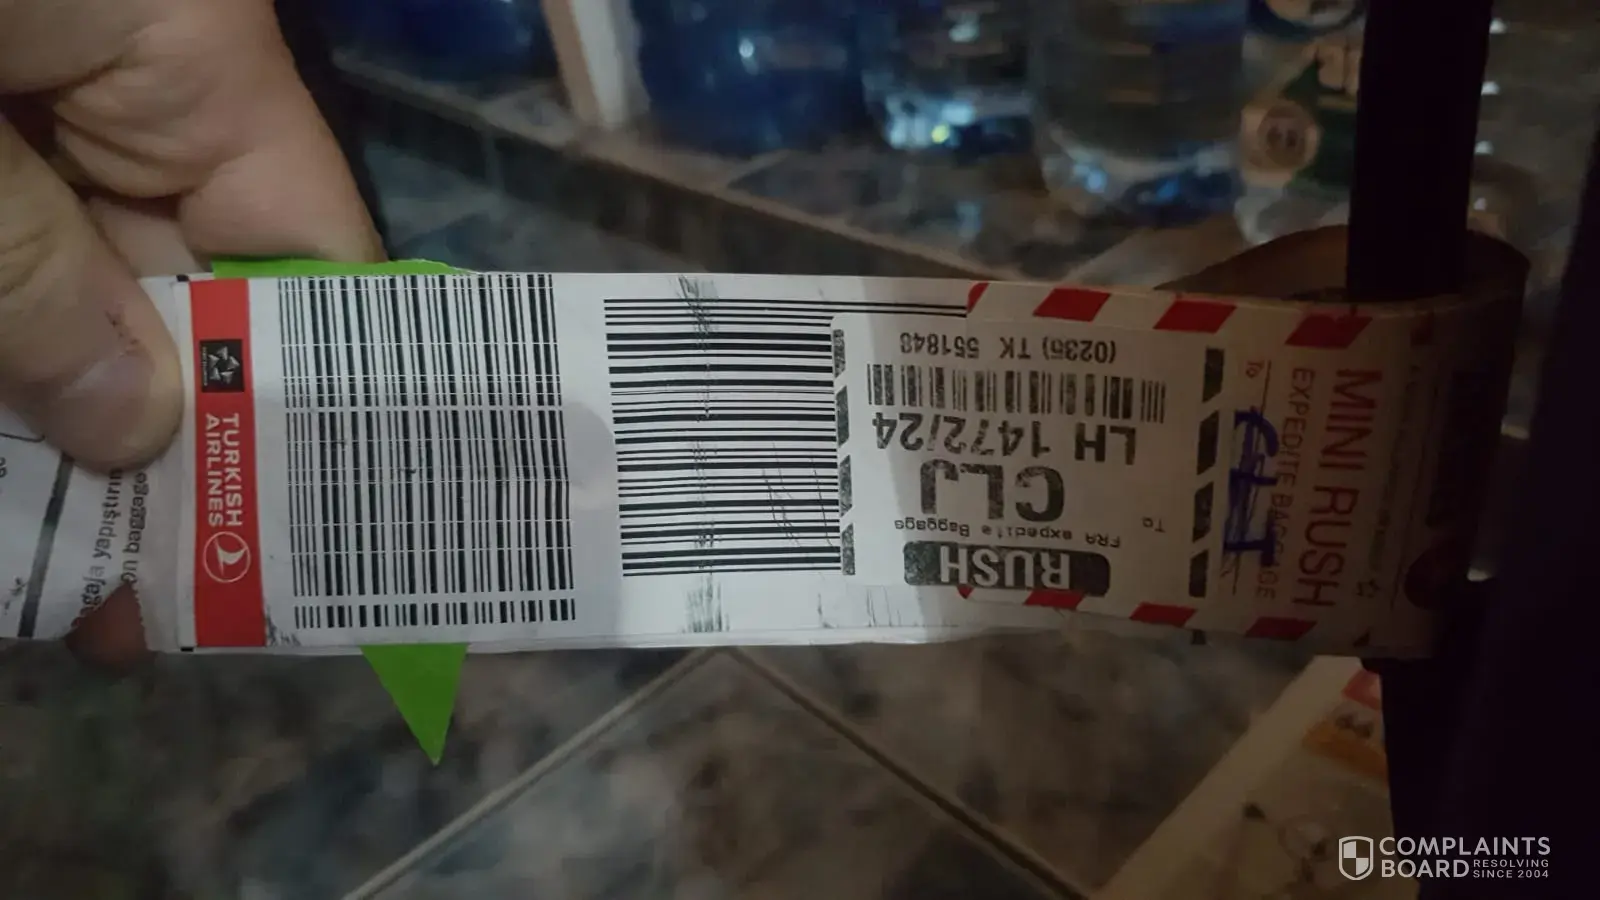 TURKISH
AIRLINES
RUSH
FRA expedite Baggage
To
CLJ
LH 1472/24
(0235) TK 551848
MINI RUSH
EXPEDITE BAGGAGE
To
COMPLAINTS
BOARD RESOLVING
SINCE 2004